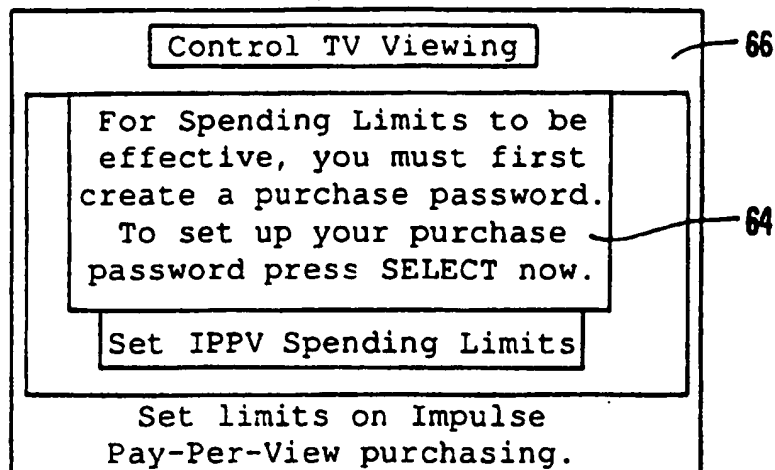 Control TV Viewing
66
For Spending Limits to be
effective, you must first
create a purchase password.
To set up your purchase
64
password press SELECT now.
Set IPPV Spending Limits
Set limits on Impulse
Pay-Per-View purchasing.